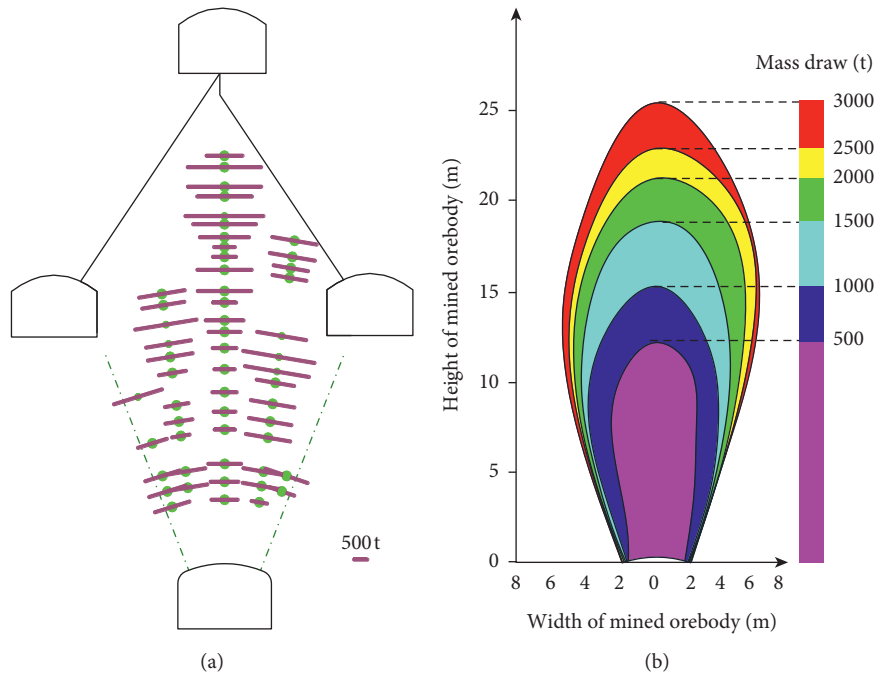 500 t
(a)
Mass draw (t)
3000
2500
2000
1500
1000
500
25
20
15
10
5
0
Height of mined orebody (m)
8 6 4 2 0 2 4 6 8
Width of mined orebody (m)
(b)